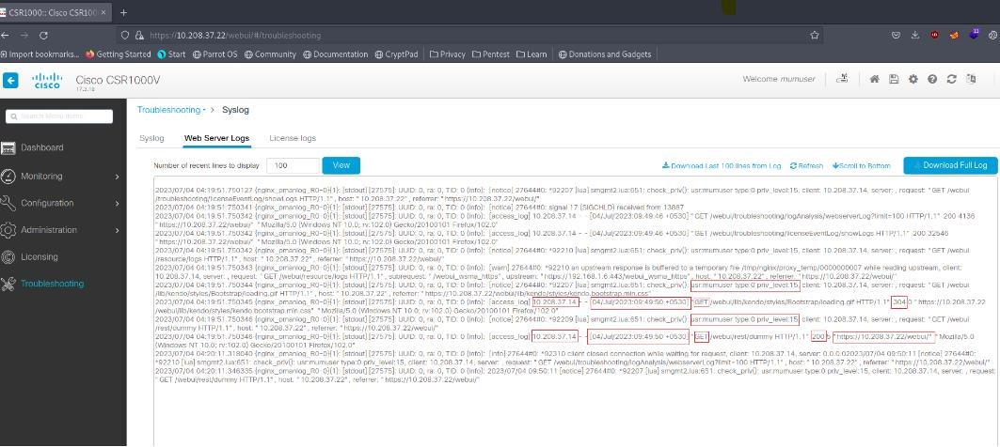 CSR1000:: Cisco CSR100
https://10.208.37.22/webui/#/troubleshooting
Import bookmarks... Getting Started Start Parrot OS Community Documentation CryptPad Privacy Pentest Learn Donations and Gadgets
cisco Cisco CSR1000V
Welcome mumuser
Search Menu Items
Troubleshooting > Syslog
Syslog Web Server Logs License logs
Number of recent lines to display 100 View Download Last 100 lines from Log Refresh Scroll to Bottom Download Full Log
Dashboard
Monitoring
Configuration
Administration
Licensing
Troubleshooting
2023/07/04 04:19:51.750127 {nginx_pmanlog_R0-0}{1}: [stdout] [27575]: UUID: 0, ra: 0, TID: 0 (info): [notice] 27644#0: *92207 [lua] smgmt2.lua:651: check_priv(): usr:mumuser type:0 priv_level:15, client: 10.208.37.14, server: , request: "GET /webui
/troubleshooting/licenseEventLog/showLogs HTTP/1.1", host: "10.208.37.22", referrer: "https://10.208.37.22/webui/"
2023/07/04 04:19:51.750341 {nginx_pmanlog_R0-0}{1}: [stdout] [27575]: UUID: 0, ra: 0, TID: 0 (info): [notice] 27644#0: signal 17 (SIGCHLD) received from 13887
2023/07/04 04:19:51.750341 {nginx_pmanlog_R0-0}{1}: [stdout] [27575]: UUID: 0, ra: 0, TID: 0 (info): [access_log] 10.208.37.14 - - [04/Jul/2023:09:49:46 +0530] "GET /webui/troubleshooting/logAnalysis/webserverLog?limit=100 HTTP/1.1" 200 4136
"https://10.208.37.22/webui/" "Mozilla/5.0 (Windows NT 10.0; rv:102.0) Gecko/20100101 Firefox/102.0"
2023/07/04 04:19:51.750342 {nginx_pmanlog_R0-0}{1}: [stdout] [27575]: UUID: 0, ra: 0, TID: 0 (info): [access_log] 10.208.37.14 - - [04/Jul/2023:09:49:46 +0530] "GET /webui/troubleshooting/licenseEventLog/showLogs HTTP/1.1" 200 32546
"https://10.208.37.22/webui/" "Mozilla/5.0 (Windows NT 10.0; rv:102.0) Gecko/20100101 Firefox/102.0"
2023/07/04 04:19:51.750342 {nginx_pmanlog_R0-0}{1}: [stdout] [27575]: UUID: 0, ra: 0, TID: 0 (info): [notice] 27644#0: *92210 [lua] smgmt2.lua:651: check_priv(): usr:mumuser type:0 priv_level:15, client: 10.208.37.14, server: , request: "GET /webui
/resource/logs HTTP/1.1", host: "10.208.37.22", referrer: "https://10.208.37.22/webui/"
2023/07/04 04:19:51.750342 {nginx_pmanlog_R0-0}{1}: [stdout] [27575]: UUID: 0, ra: 0, TID: 0 (info): [warn] 27644#0: *92210 an upstream response is buffered to a temporary file /tmp/nginx/proxy_temp/0000000007 while reading upstream, client:
10.208.37.14, server: , request: "GET /webui/resource/logs HTTP/1.1", subrequest: "/webui_wsma_https", upstream: "https://192.168.1.6:443/webui_wsma_https", host: "10.208.37.22", referrer: "https://10.208.37.22/webui/"
2023/07/04 04:19:51.750344 {nginx_pmanlog_R0-0}{1}: [stdout] [27575]: UUID: 0, ra: 0, TID: 0 (info): [notice] 27644#0: *92207 [lua] smgmt2.lua:651: check_priv(): usr:mumuser type:0 priv_level:15, client: 10.208.37.14, server: , request: "GET /webui
/lib/kendo/styles/Bootstrap/loading.gif HTTP/1.1", host: "10.208.37.22", referrer: "https://10.208.37.22/webui/lib/kendo/styles/kendo.bootstrap.min.css"
2023/07/04 04:19:51.750345 {nginx_pmanlog_R0-0}{1}: [stdout] [27575]: UUID: 0, ra: 0, TID: 0 (info): [access_log] 10.208.37.14 - - [04/Jul/2023:09:49:50 +0530] "GET /webui/lib/kendo/styles/Bootstrap/loading.gif HTTP/1.1" 304 0 "https://10.208.37.22
/webui/lib/kendo/styles/kendo.bootstrap.min.css" "Mozilla/5.0 (Windows NT 10.0; rv:102.0) Gecko/20100101 Firefox/102.0"
2023/07/04 04:19:51.750346 {nginx_pmanlog_R0-0}{1}: [stdout] [27575]: UUID: 0, ra: 0, TID: 0 (info): [notice] 27644#0: *92209 [lua] smgmt2.lua:651: check_priv(): usr:mumuser type:0 priv_level:15, client: 10.208.37.14, server: , request: "GET /webui
/rest/dummy HTTP/1.1", host: "10.208.37.22", referrer: "https://10.208.37.22/webui/"
2023/07/04 04:19:51.750346 {nginx_pmanlog_R0-0}{1}: [stdout] [27575]: UUID: 0, ra: 0, TID: 0 (info): [access_log] 10.208.37.14 - - [04/Jul/2023:09:49:50 +0530] "GET /webui/rest/dummy HTTP/1.1" 200 5 "https://10.208.37.22/webui/" "Mozilla/5.0
(Windows NT 10.0; rv:102.0) Gecko/20100101 Firefox/102.0"
2023/07/04 04:20:11.318040 {nginx_pmanlog_R0-0}{1}: [stdout] [27575]: UUID: 0, ra: 0, TID: 0 (info): [info] 27644#0: *92310 client closed connection while waiting for request, client: 10.208.37.14, server: 0.0.0.02023/07/04 09:50:11 [notice] 27644#0:
*92210 [lua] smgmt2.lua:651: check_priv(): usr:mumuser type:0 priv_level:15, client: 10.208.37.14, server: , request: "GET /webui/troubleshooting/logAnalysis/webserverLog?limit=100 HTTP/1.1", host: "10.208.37.22", referrer: "https://10.208.37.22/webui/"
2023/07/04 04:20:11.346335 {nginx_pmanlog_R0-0}{1}: [stdout] [27575]: UUID: 0, ra: 0, TID: 0 (info): 2023/07/04 09:50:11 [notice] 27644#0: *92207 [lua] smgmt2.lua:651: check_priv(): usr:mumuser type:0 priv_level:15, client: 10.208.37.14, server: , request:
"GET /webui/rest/dummy HTTP/1.1", host: "10.208.37.22", referrer: "https://10.208.37.22/webui/"